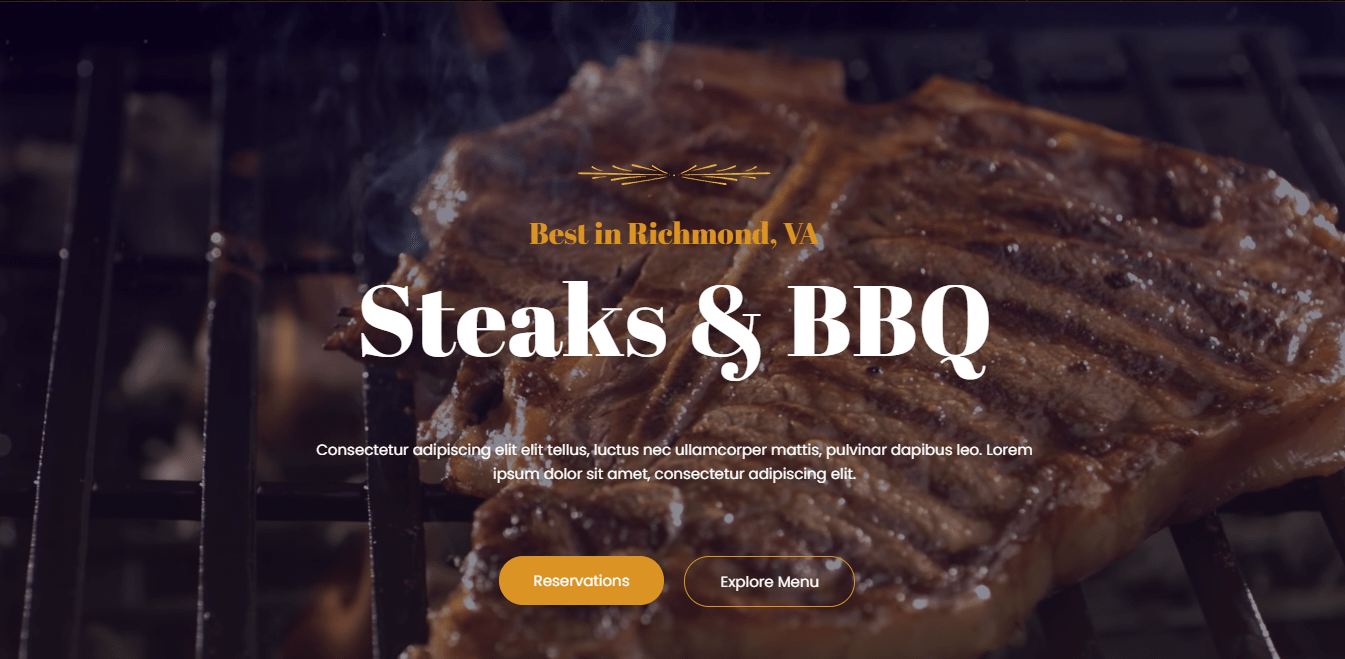 Best in Richmond, VA
Steaks & BBQ
Consectetur adipiscing elit elit tellus, luctus nec ullamcorper mattis, pulvinar dapibus leo. Lorem
ipsum dolor sit amet, consectetur adipiscing elit.
Reservations
Explore Menu